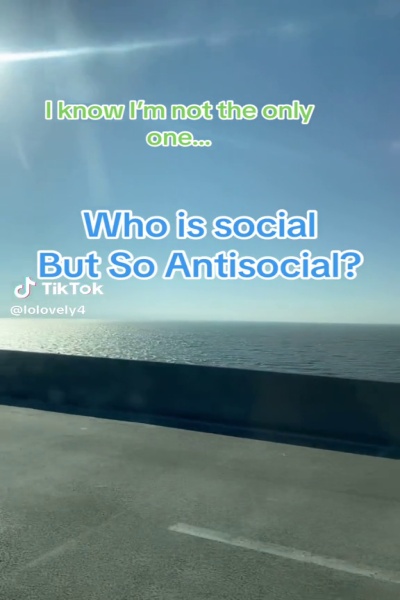 I know I'm not the only
one...
Who is social
But So Antisocial?
TikTok
@lolovely4